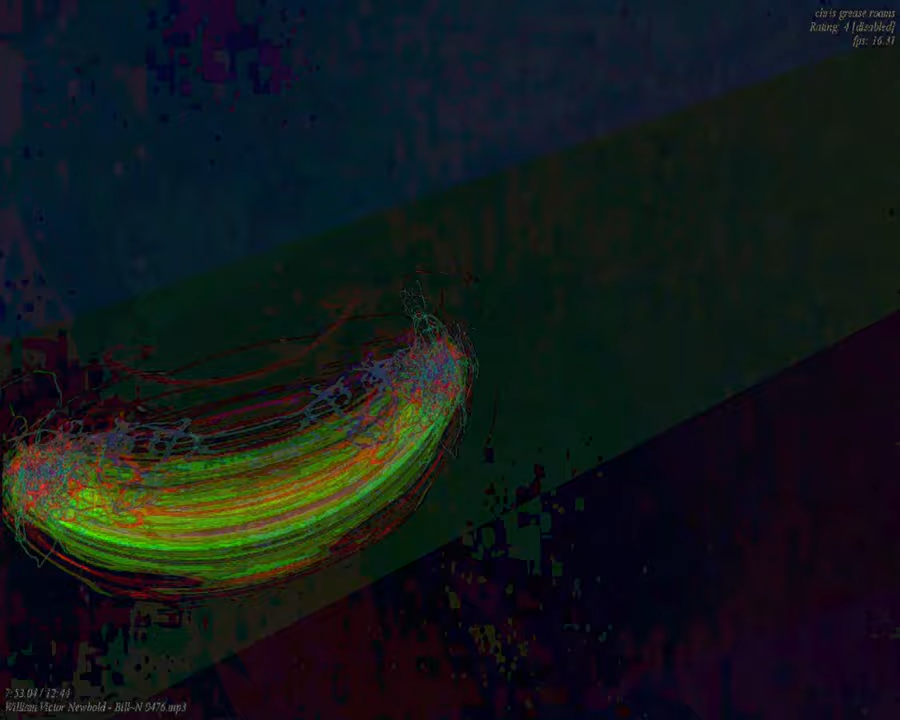 chris grease roams
Rating: 4 [disabled]
fps: 16.31
7:53.04 / 12:44
William Victor Newbold - Bill-N 0476.mp3